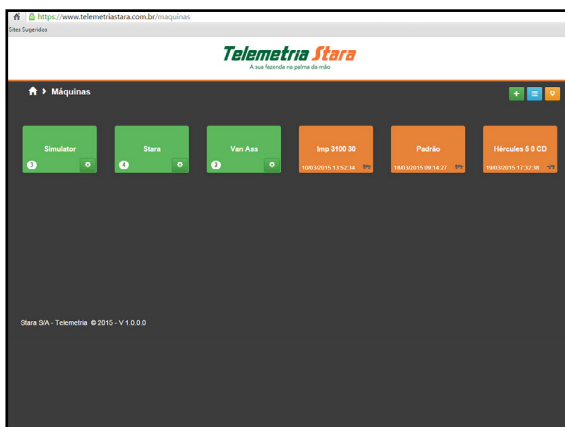 https://www.telemetriastara.com.br/maquinas
Sites Sugeridos
Telemetria Stara
A sua fazenda na palma da mão
> Máquinas
Simulator
3
Stara
4
Van Ass
2
Imp 3100 30
10/03/2015 13:52:34
Padrão
18/03/2015 09:14:27
Hércules 5 0 CD
19/03/2015 17:32:38
Stara S/A - Telemetria © 2015 - V 1.0.0.0